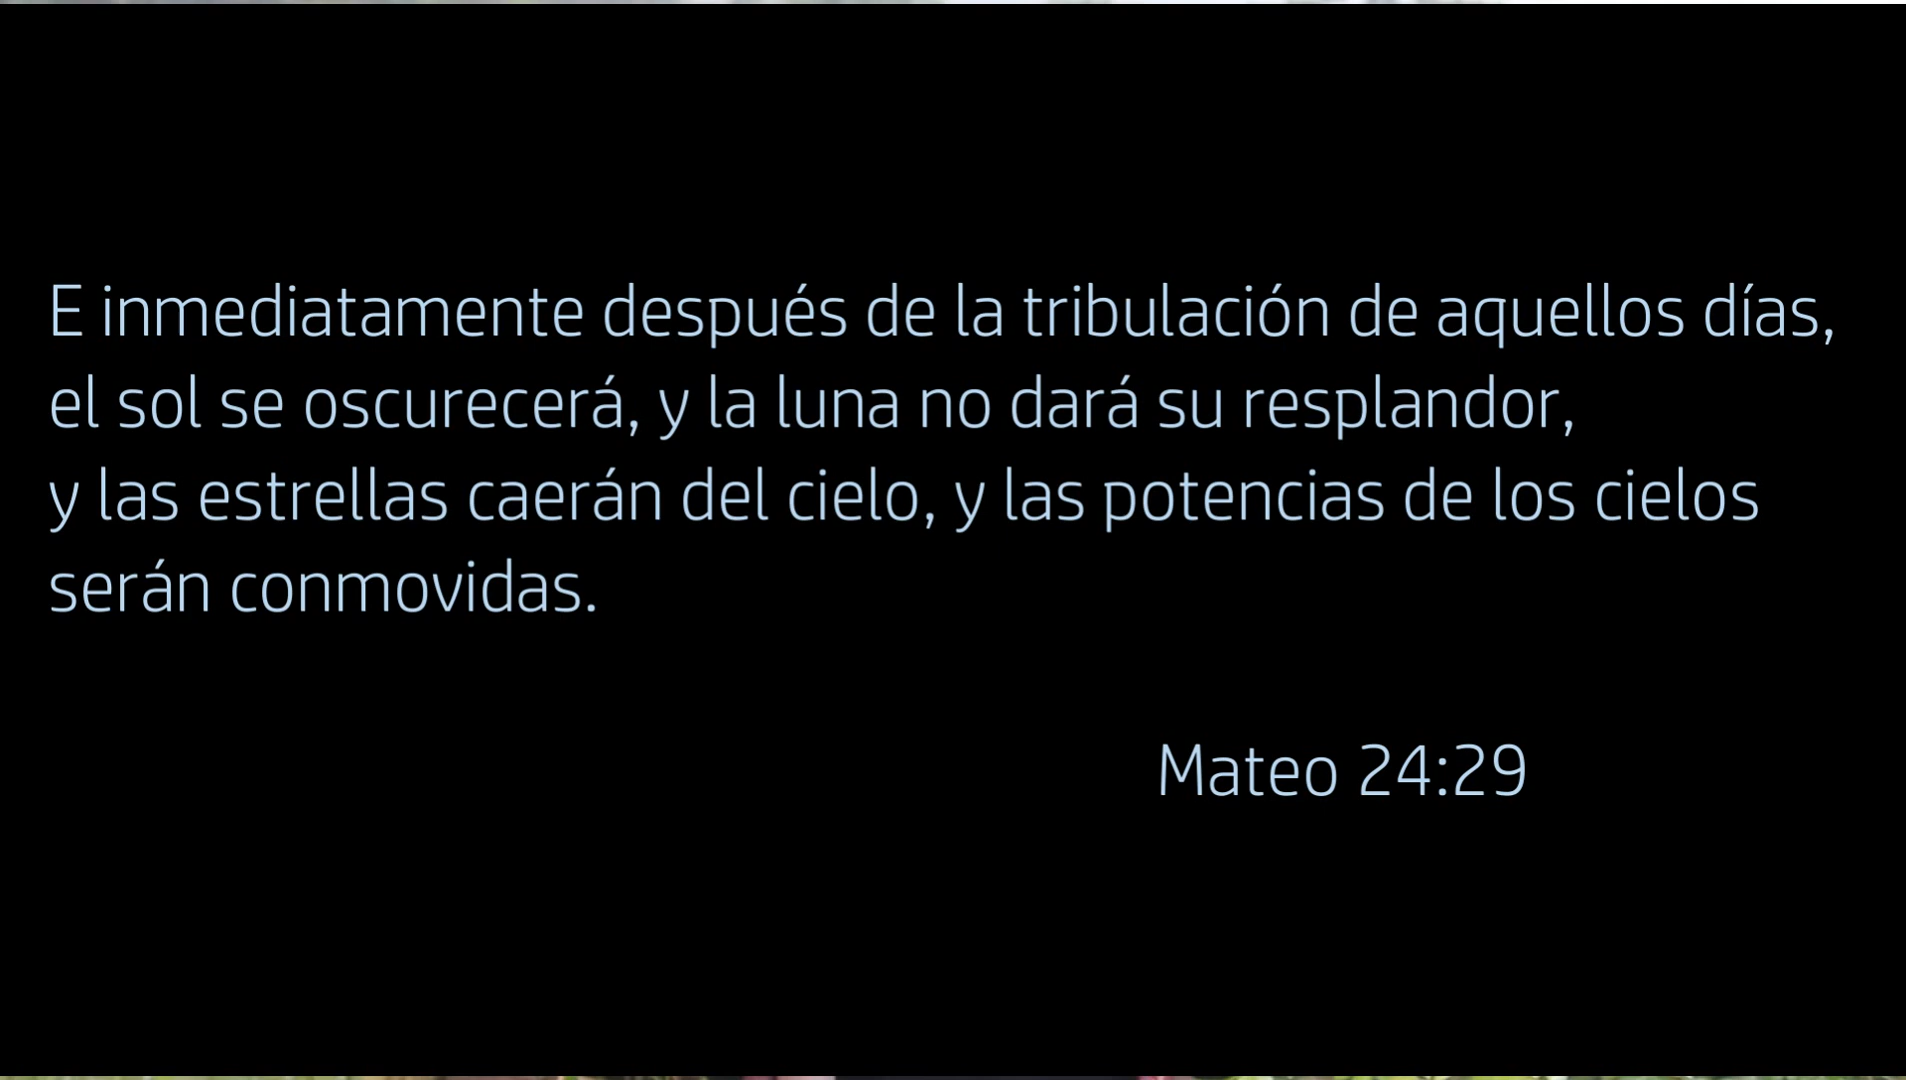 E inmediatamente después de la tribulación de aquellos días,
el sol se oscurecerá, y la luna no dará su resplandor,
y las estrellas caerán del cielo, y las potencias de los cielos
serán conmovidas.
Mateo 24:29